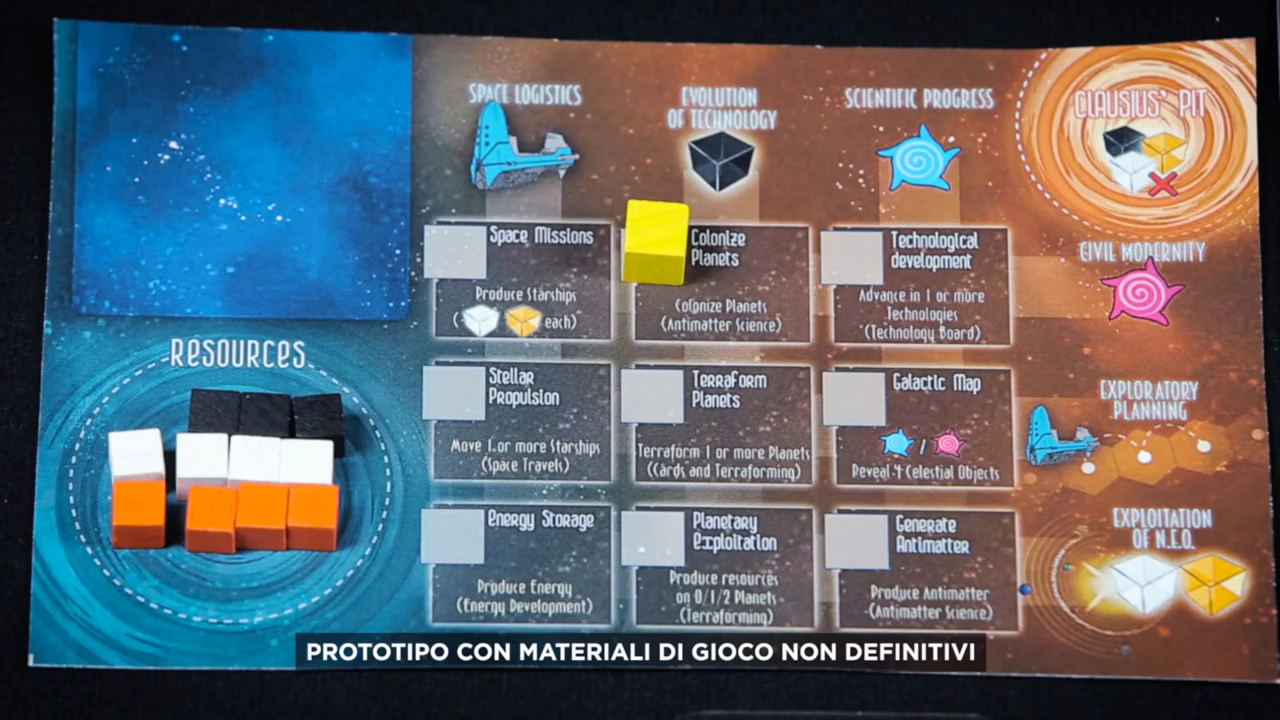 SPACE LOGISTICS
EVOLUTION
OF TECHNOLOGY
SCIENTIFIC PROGRESS
CLAUSIUS' PIT
Space Missions
Produce Starships
( each)
Colonize
Planets
Colonize Planets
(Antimatter Science)
Technological
development
Advance in 1 or more
Technologies
(Technology Board)
CIVIL MODERNITY
RESOURCES
Stellar
Propulsion
Move 1 or more Starships
(Space Travels)
Terraform
Planets
Terraform 1 or more Planets
(Cards and Terraforming)
Galactic Map
/
Reveal 4 Celestial Objects
EXPLORATORY
PLANNING
Energy Storage
Produce Energy
(Energy Development)
Planetary
Exploitation
Produce resources
on 0/1/2 Planets
(Terraforming)
Generate
Antimatter
Produce Antimatter
(Antimatter Science)
EXPLOITATION
OF N.E.O.
PROTOTIPO CON MATERIALI DI GIOCO NON DEFINITIVI